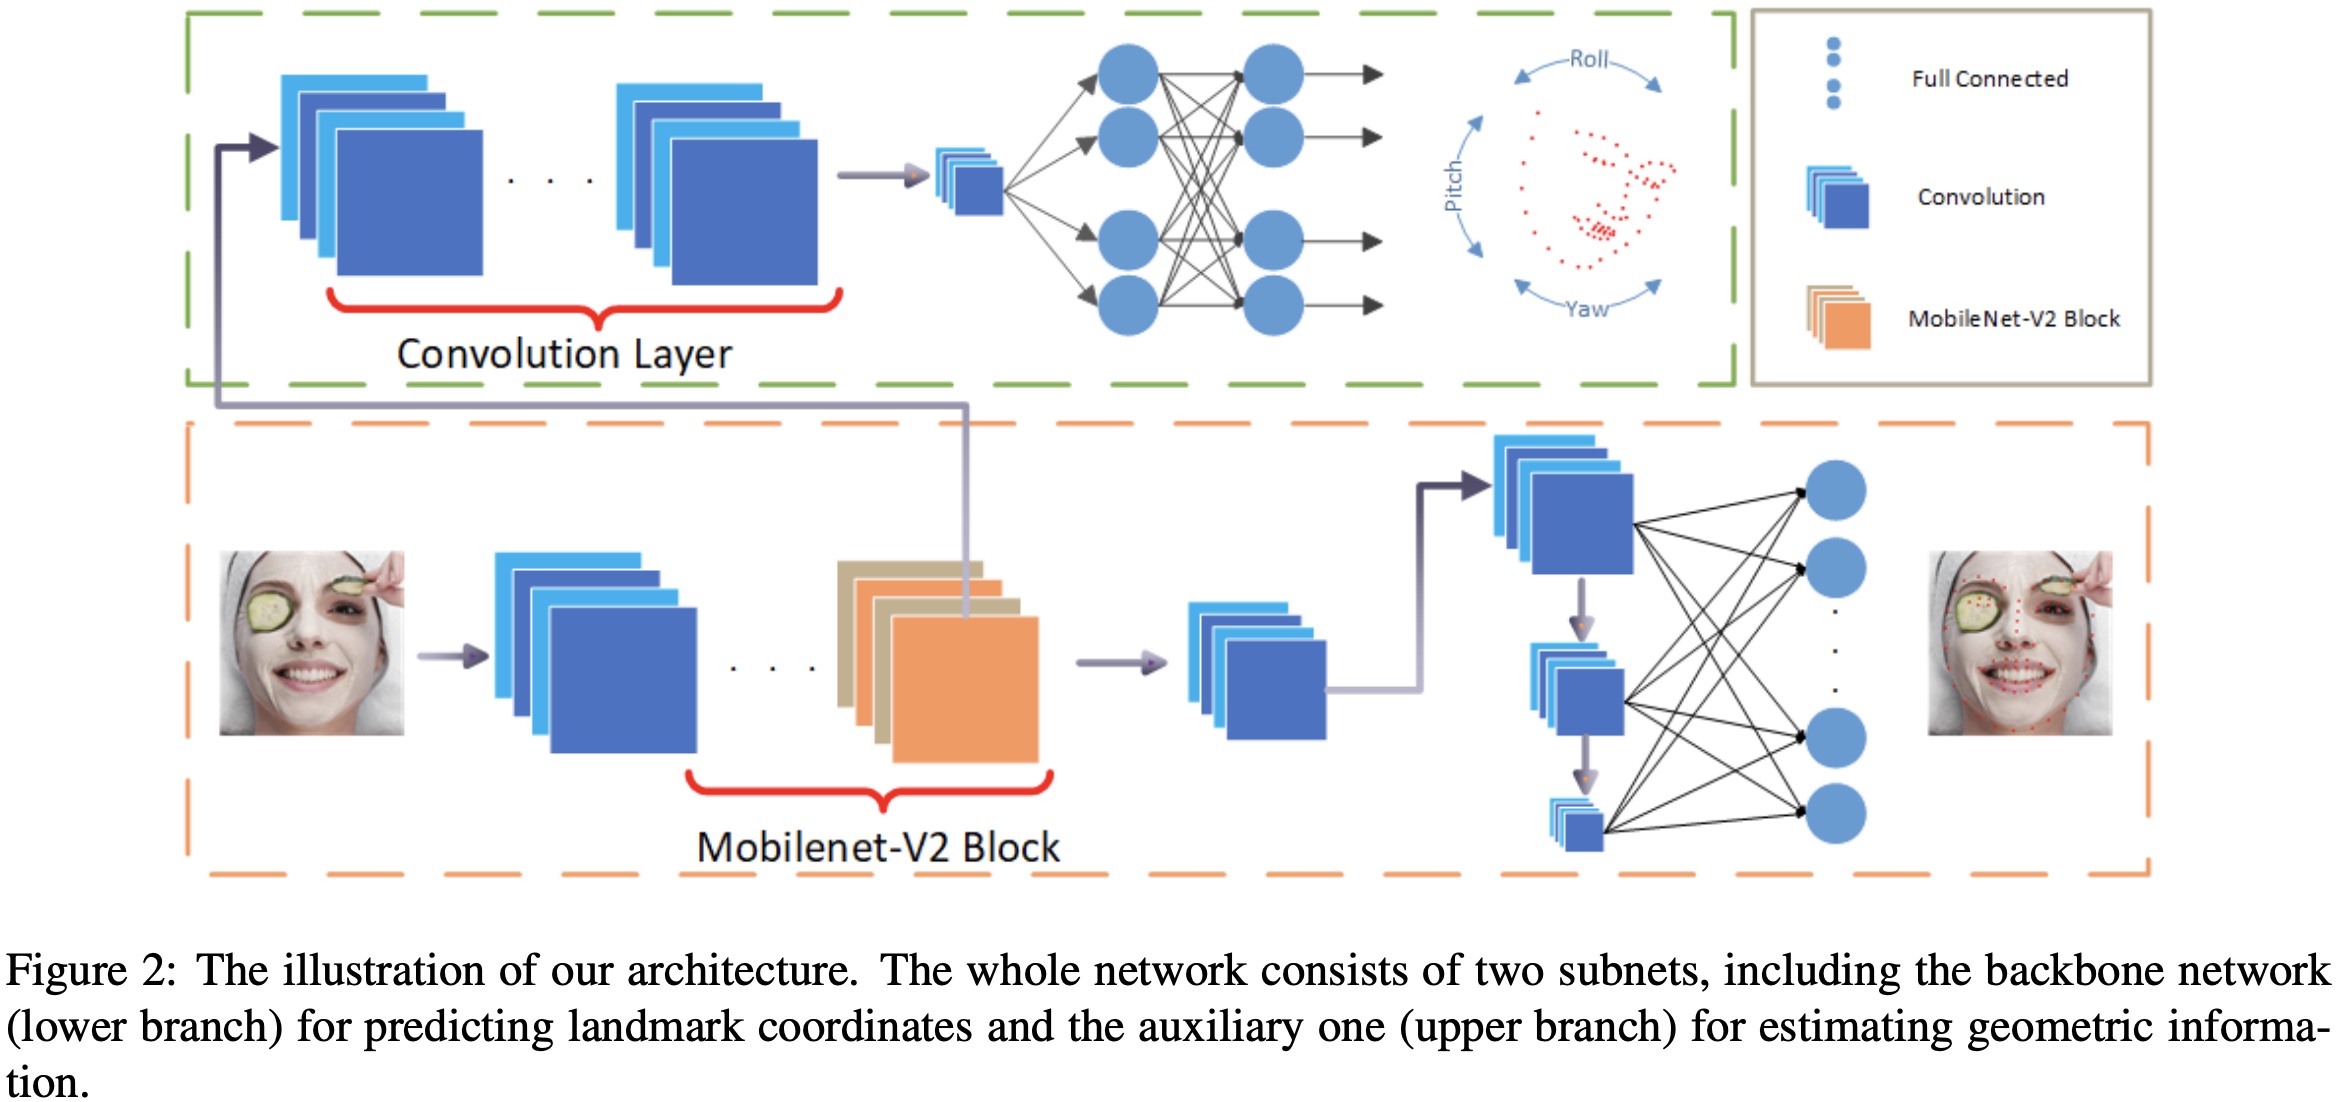 Roll
Pitch
Yaw
Convolution Layer
Full Connected
Convolution
MobileNet-V2 Block
Mobilenet-V2 Block
Figure 2: The illustration of our architecture. The whole network consists of two subnets, including the backbone network
(lower branch) for predicting landmark coordinates and the auxiliary one (upper branch) for estimating geometric informa-
tion.